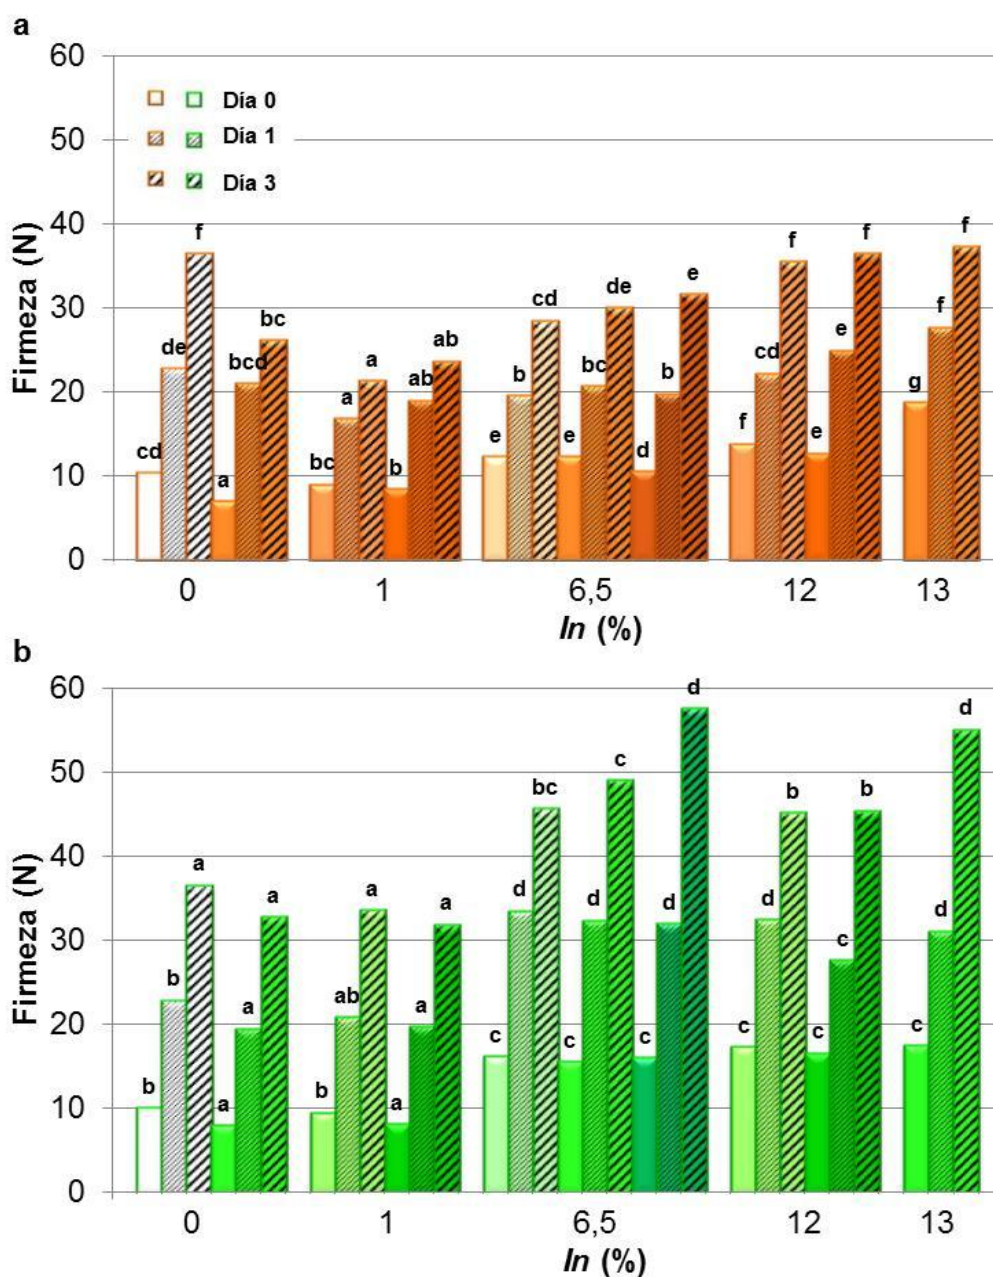 a
60
50
40
30
20
10
0
Firmeza (N)
Día 0
Día 1
Día 3
cd de f a bcd bc
bc a a b ab ab
e b cd e bc de d b e
f cd f e e f
g f f
0 1 6,5 12 13
In (%)
b
60
50
40
30
20
10
0
Firmeza (N)
b b a a a a
b ab a a a a
c d bc c d c c d d
c d b c c b
c d d
0 1 6,5 12 13
In (%)